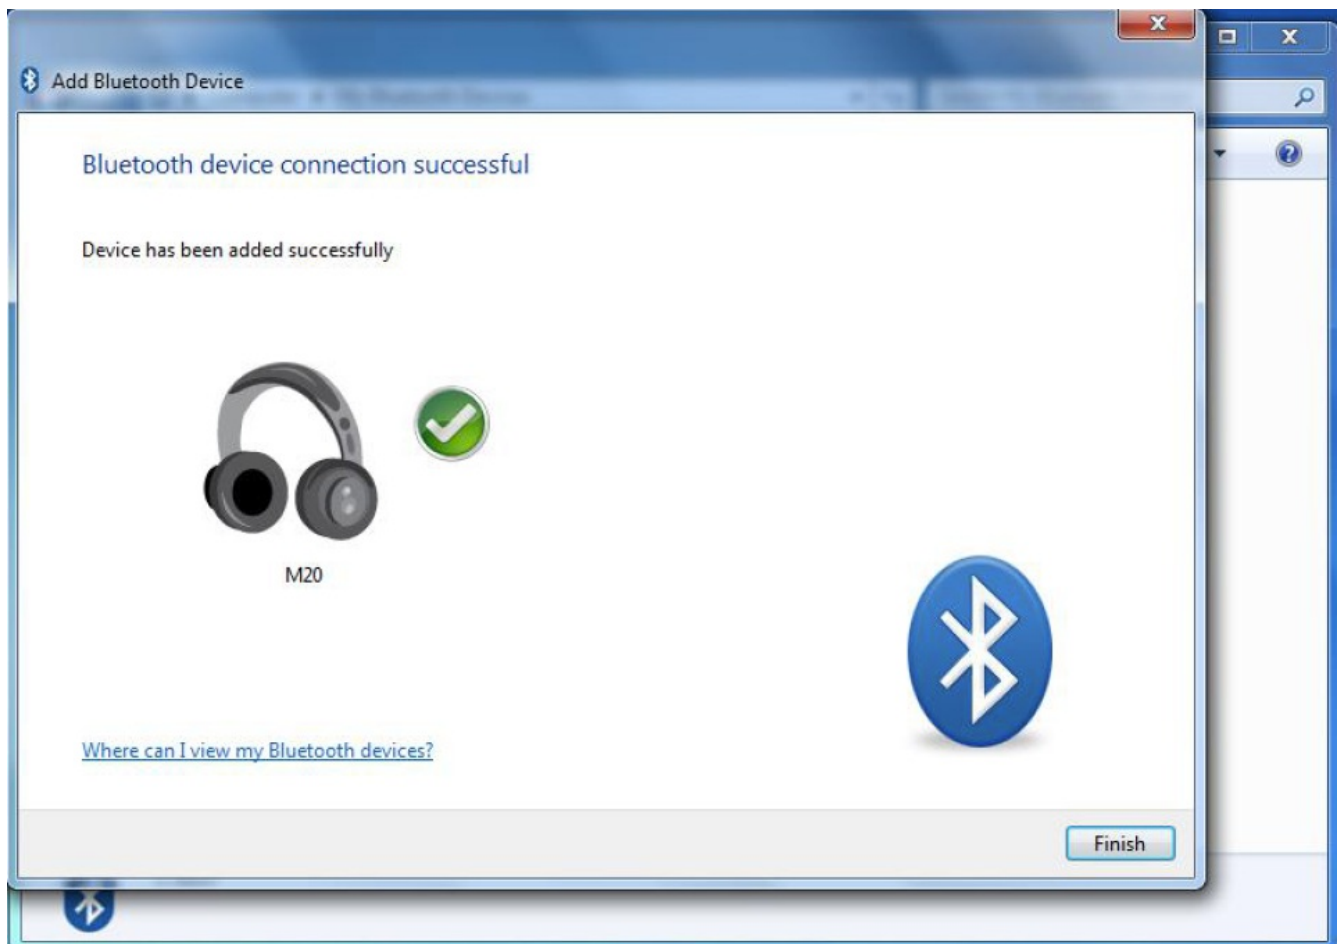 Add Bluetooth Device
Bluetooth device connection successful
Device has been added successfully
M20
Where can I view my Bluetooth devices?
Finish